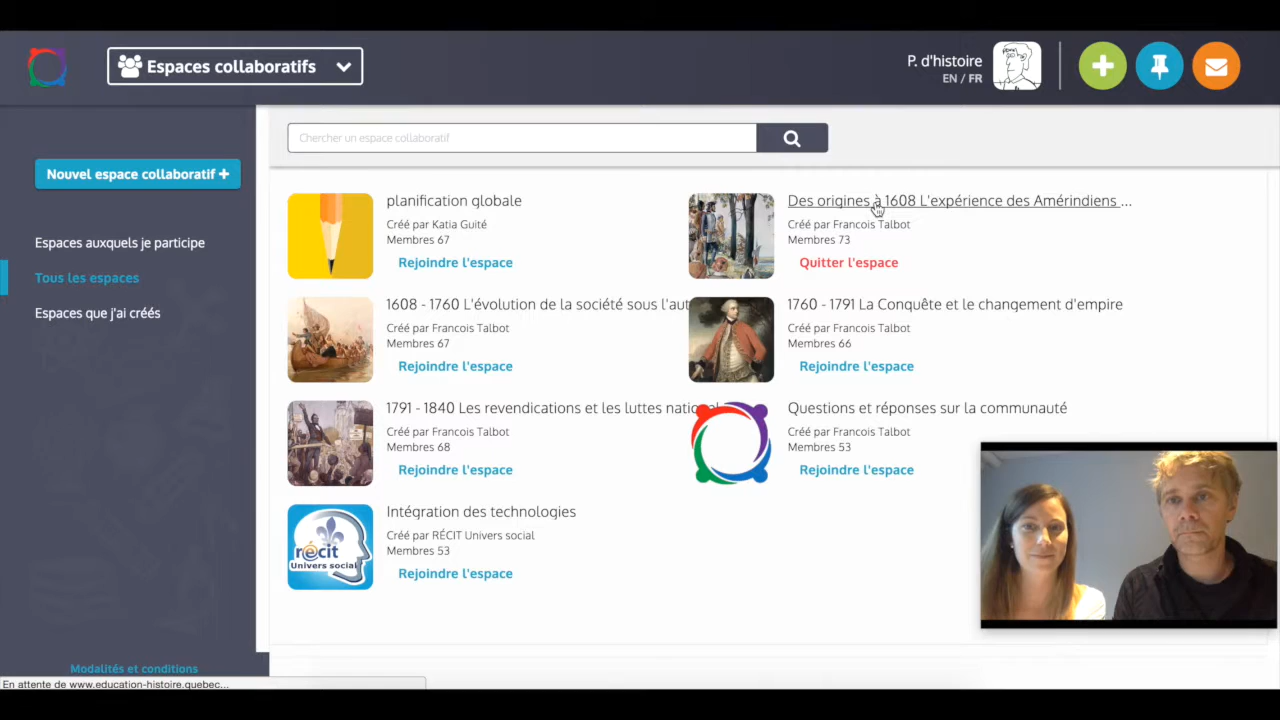 Espaces collaboratifs
P. d'histoire
EN / FR
Nouvel espace collaboratif +
Espaces auxquels je participe
Tous les espaces
Espaces que j'ai créés
Modalités et conditions
En attente de www.education-histoire.quebec...
Chercher un espace collaboratif
planification globale
Créé par Katia Guité
Membres 67
Rejoindre l'espace
Des origines à 1608 L'expérience des Amérindiens ...
Créé par Francois Talbot
Membres 73
Quitter l'espace
1608 - 1760 L'évolution de la société sous l'aut
Créé par Francois Talbot
Membres 67
Rejoindre l'espace
1760 - 1791 La Conquête et le changement d'empire
Créé par Francois Talbot
Membres 66
Rejoindre l'espace
1791 - 1840 Les revendications et les luttes national
Créé par Francois Talbot
Membres 68
Rejoindre l'espace
Questions et réponses sur la communauté
Créé par Francois Talbot
Membres 53
Rejoindre l'espace
récit
Univers social
Intégration des technologies
Créé par RÉCIT Univers social
Membres 53
Rejoindre l'espace